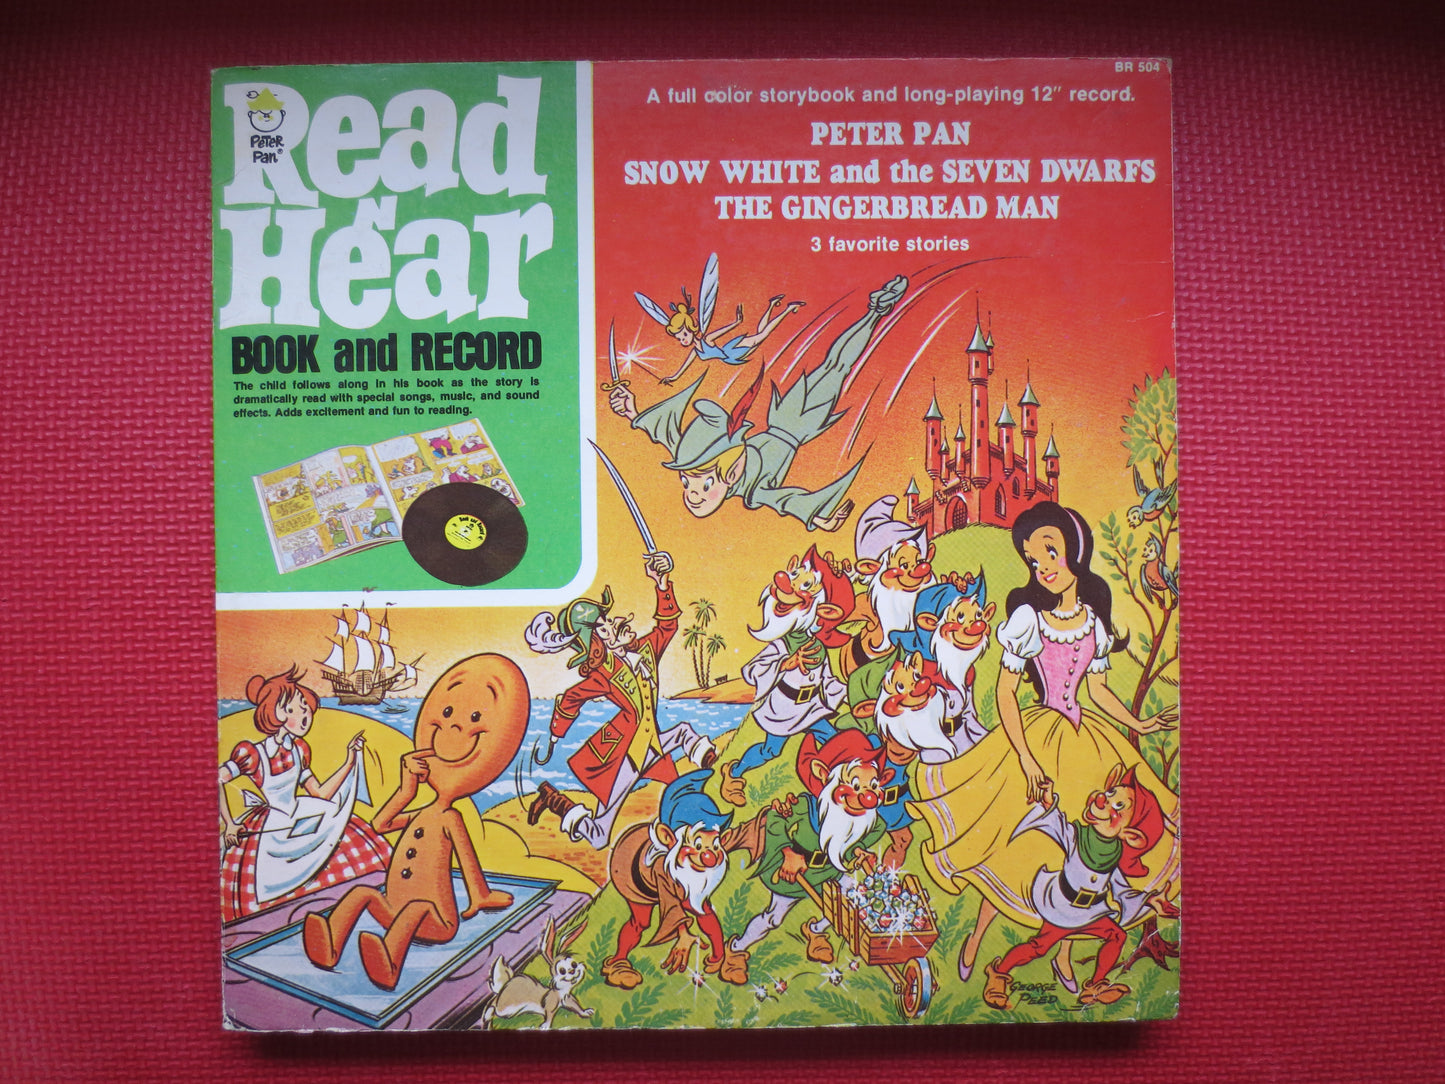 BR 504
Read
PETER
PAN®
N
Hear
BOOK and RECORD
The child follows along in his book as the story is
dramatically read with special songs, music, and sound
effects. Adds excitement and fun to reading.
A full color storybook and long-playing 12" record.
PETER PAN
SNOW WHITE and the SEVEN DWARFS
THE GINGERBREAD MAN
3 favorite stories
GEORGE
PEED